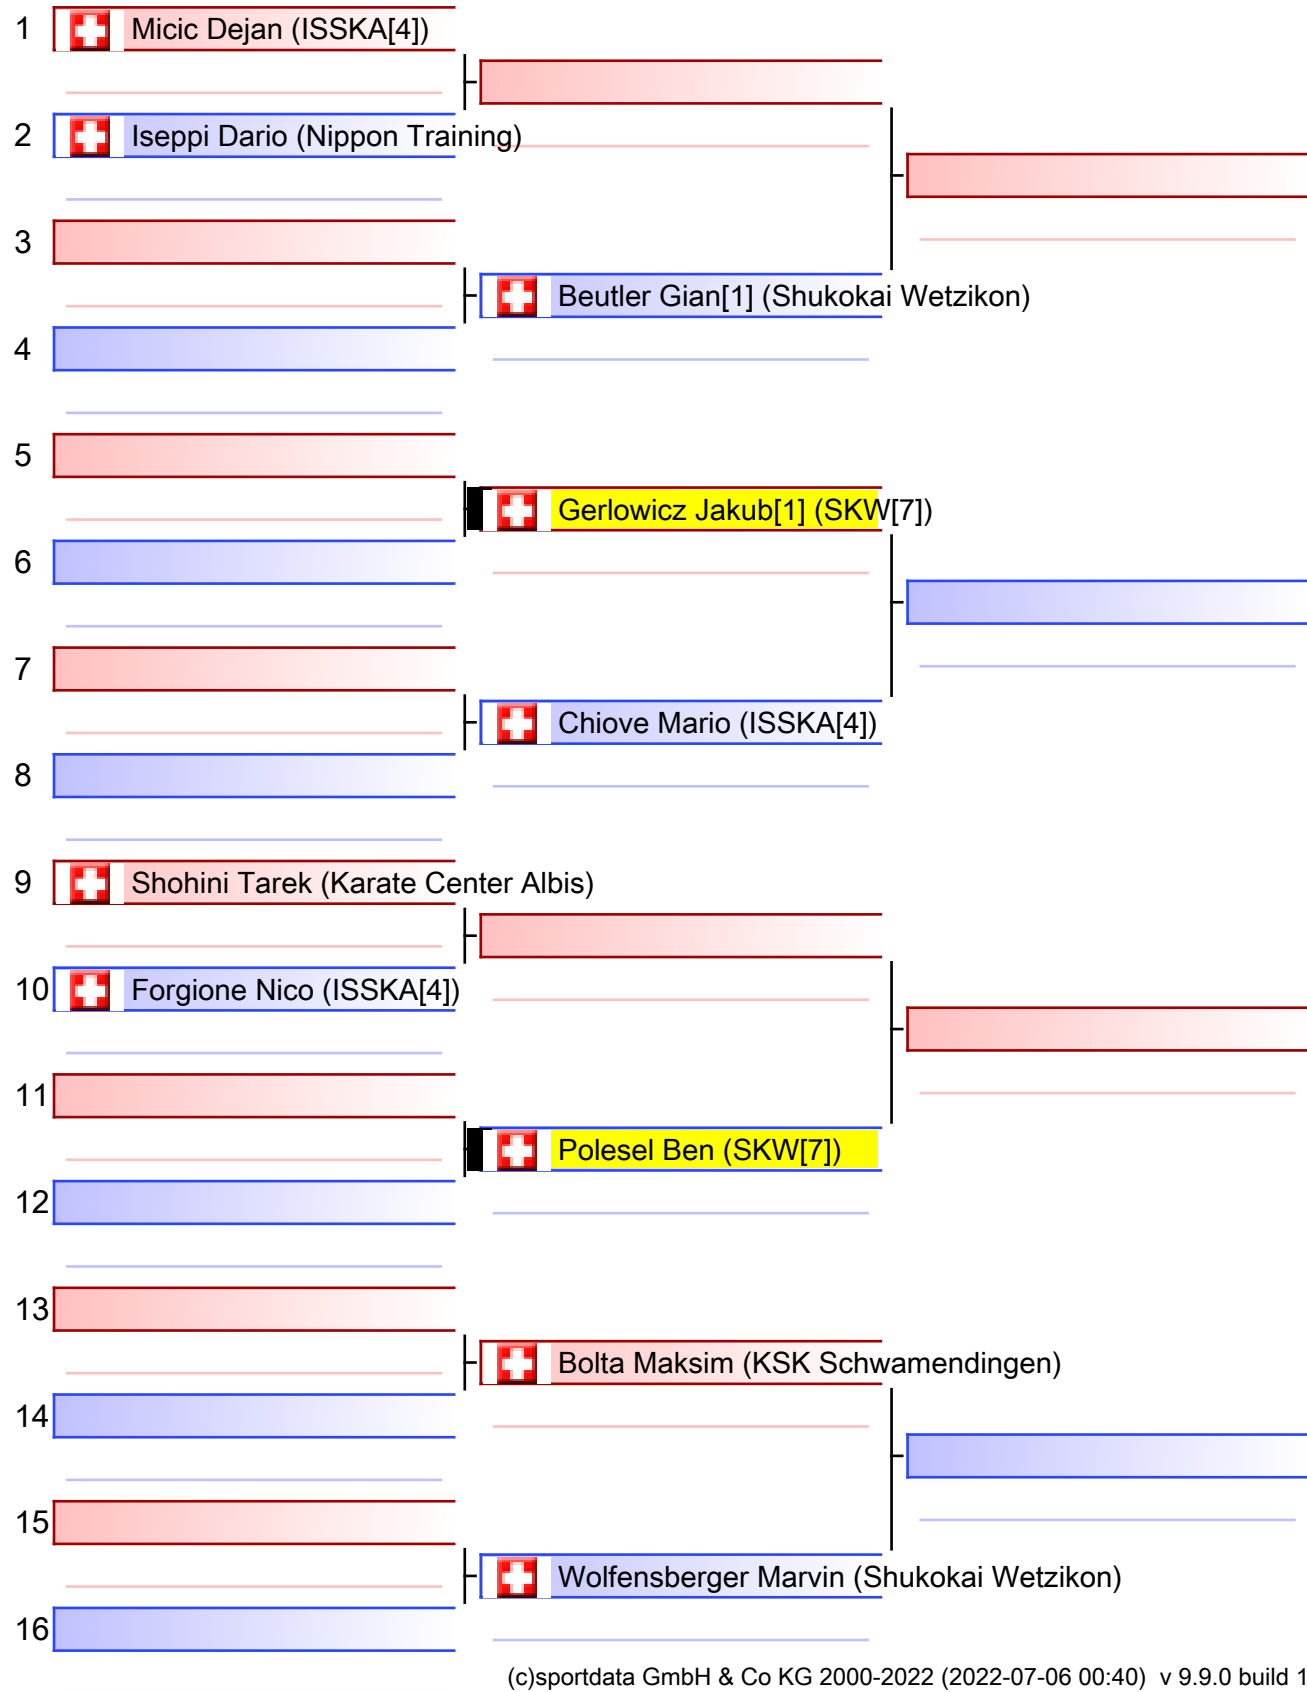 1 Micic Dejan (ISSKA[4])
2 Iseppi Dario (Nippon Training)
3
Beutler Gian[1] (Shukokai Wetzikon)
4
5
Gerlowicz Jakub[1] (SKW[7])
6
7
Chiove Mario (ISSKA[4])
8
9 Shohini Tarek (Karate Center Albis)
10 Forgione Nico (ISSKA[4])
11
Polesel Ben (SKW[7])
12
13
Bolta Maksim (KSK Schwamendingen)
14
15
Wolfensberger Marvin (Shukokai Wetzikon)
16
(c)sportdata GmbH & Co KG 2000-2022 (2022-07-06 00:40) v 9.9.0 build 1